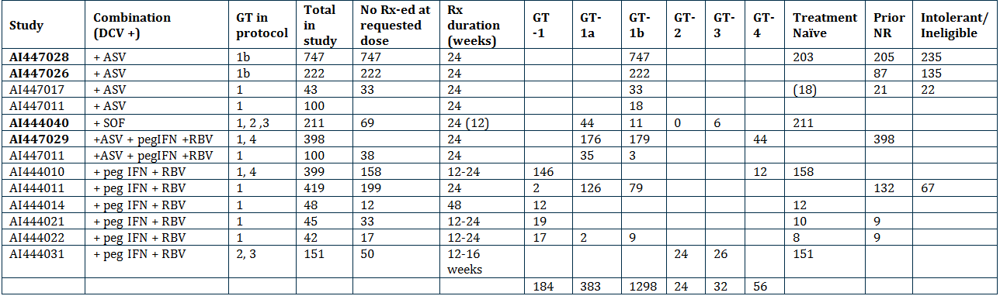 Study Combination (DCV +) GT in protocol Total in study No Rx-ed at requested dose Rx duration (weeks) GT -1 GT- 1a GT- 1b GT- 2 GT- 3 GT- 4 Treatment Naïve Prior NR Intolerant/ Ineligible
AI447028 + ASV 1b 747 747 24 747 203 205 235
AI447026 + ASV 1b 222 222 24 222 87 135
AI447017 + ASV 1 43 33 24 33 (18) 21 22
AI447011 + ASV 1 100 24 18
AI444040 + SOF 1, 2 ,3 211 69 24 (12) 44 11 0 6 211
AI447029 +ASV + pegIFN +RBV 1, 4 398 24 176 179 44 398
AI447011 +ASV + pegIFN +RBV 1 100 38 24 35 3
AI444010 + peg IFN + RBV 1, 4 399 158 12-24 146 12 158
AI444011 + peg IFN + RBV 1 419 199 24 2 126 79 132 67
AI444014 + peg IFN + RBV 1 48 12 48 12 12
AI444021 + peg IFN + RBV 1 45 33 12-24 19 10 9
AI444022 + peg IFN + RBV 1 42 17 12-24 17 2 9 8 9
AI444031 + peg IFN + RBV 2, 3 151 50 12-16 weeks 24 26 151
184 383 1298 24 32 56